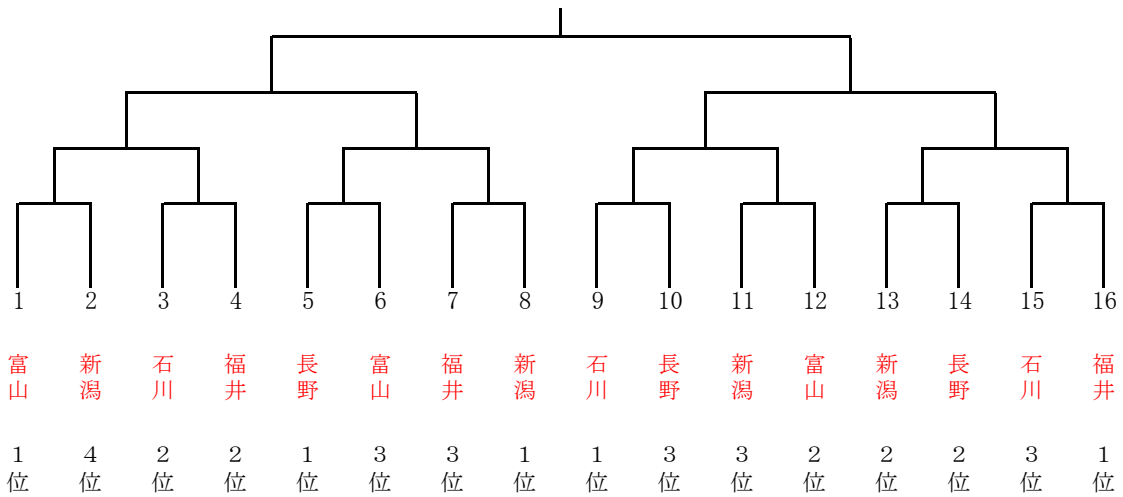 1 2 3 4 5 6 7 8 9 10 11 12 13 14 15 16
富山 新潟 石川 福井 長野 富山 福井 新潟 石川 長野 新潟 富山 新潟 長野 石川 福井
1位 4位 2位 2位 1位 3位 3位 1位 1位 3位 3位 2位 2位 2位 3位 1位